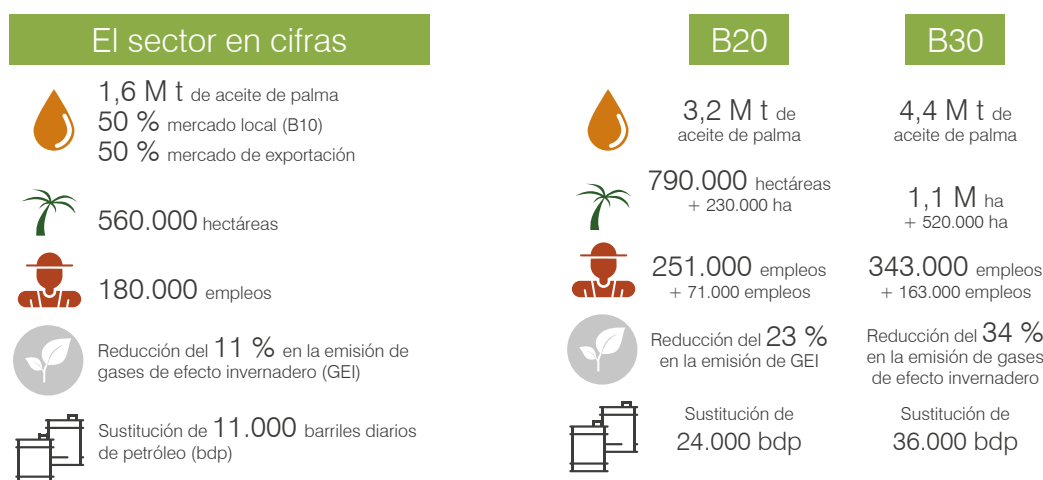 El sector en cifras
1,6 M t de aceite de palma
50 % mercado local (B10)
50 % mercado de exportación
560.000 hectáreas
180.000 empleos
Reducción del 11 % en la emisión de
gases de efecto invernadero (GEI)
Sustitución de 11.000 barriles diarios
de petróleo (bdp)
B20
3,2 M t de
aceite de palma
790.000 hectáreas
+ 230.000 ha
251.000 empleos
+ 71.000 empleos
Reducción del 23 %
en la emisión de GEI
Sustitución de
24.000 bdp
B30
4,4 M t de
aceite de palma
1,1 M ha
+ 520.000 ha
343.000 empleos
+ 163.000 empleos
Reducción del 34 %
en la emisión de gases
de efecto invernadero
Sustitución de
36.000 bdp